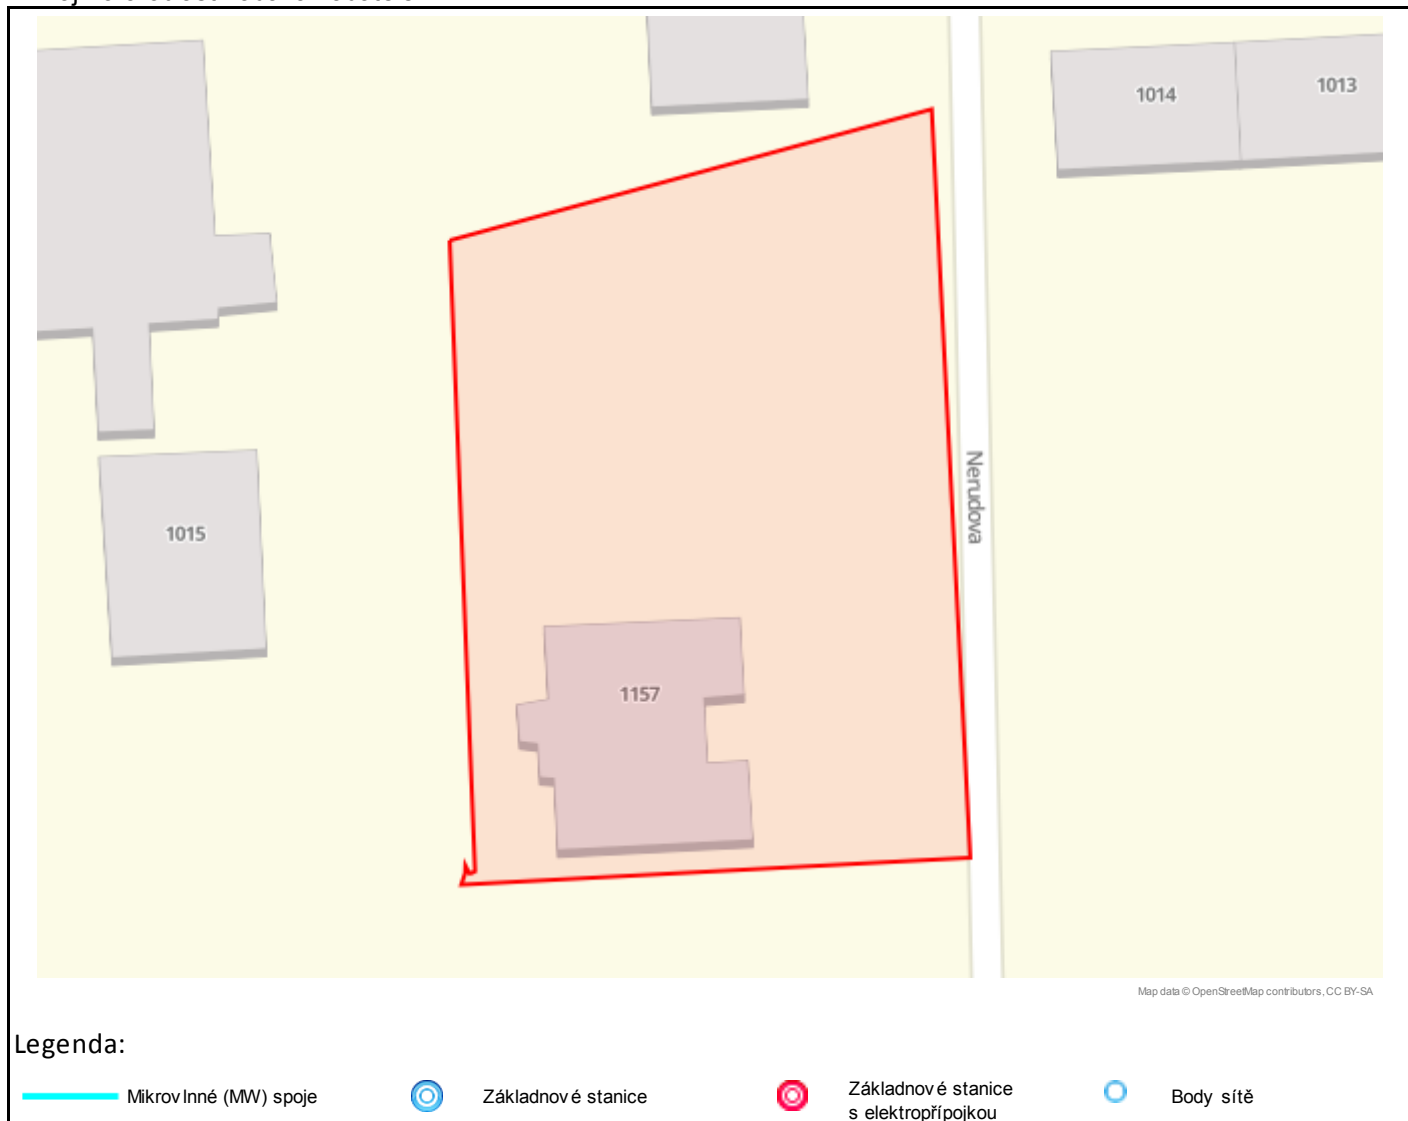 1014
1013
Nerudova
1015
1157
Map data © OpenStreetMap contributors, CC BY-SA
Legenda:
Mikrovlnné (MW) spoje
Základnové stanice
Základnové stanice
s elektropřípojkou
Body sítě